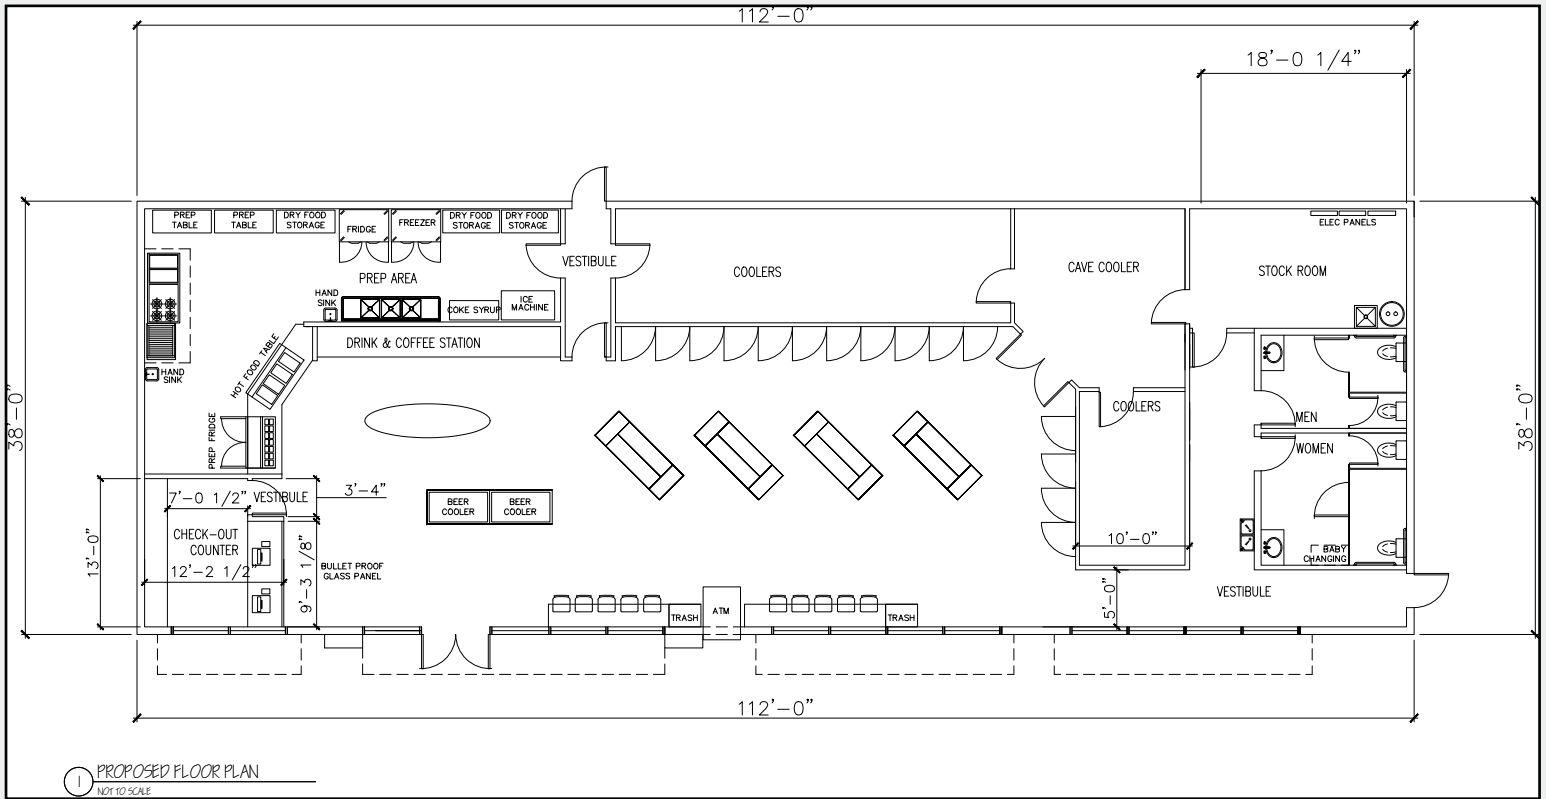 112'-0"
18'-0 1/4"
PREP
TABLE
PREP
TABLE
DRY FOOD
STORAGE
FRIDGE
FREEZER
DRY FOOD
STORAGE
DRY FOOD
STORAGE
ELEC PANELS
VESTIBULE
COOLERS
CAVE COOLER
STOCK ROOM
PREP AREA
HAND
SINK
COKE SYRUP
ICE
MACHINE
DRINK & COFFEE STATION
HOT FOOD TABLE
HAND
SINK
38'-0"
38'-0"
COOLERS
MEN
WOMEN
PREP FRIDGE
7'-0 1/2"
VESTIBULE
3'-4"
BEER
COOLER
BEER
COOLER
CHECK-OUT
COUNTER
13'-0"
12'-2 1/2"
9'-3 1/8"
BULLET PROOF
GLASS PANEL
10'-0"
BABY
CHANGING
5'-0"
VESTIBULE
TRASH
ATM
TRASH
112'-0"
1
PROPOSED FLOOR PLAN
NOT TO SCALE